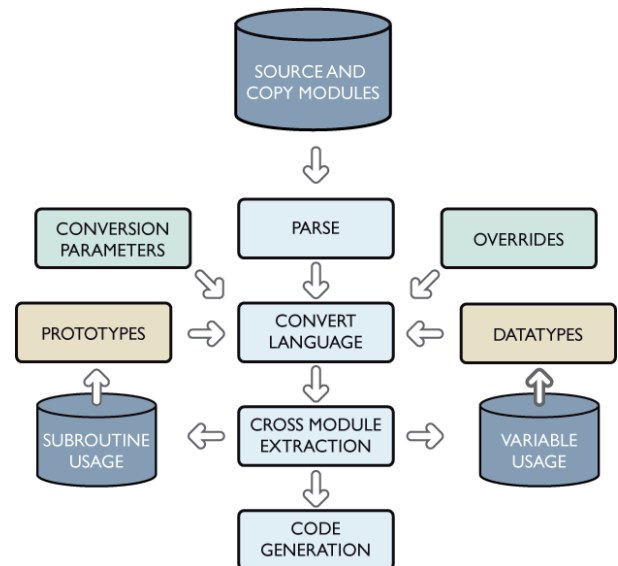 SOURCE AND
COPY MODULES
PARSE
CONVERSION
PARAMETERS
OVERRIDES
CONVERT
LANGUAGE
PROTOTYPES
DATATYPES
CROSS MODULE
EXTRACTION
SUBROUTINE
USAGE
VARIABLE
USAGE
CODE
GENERATION